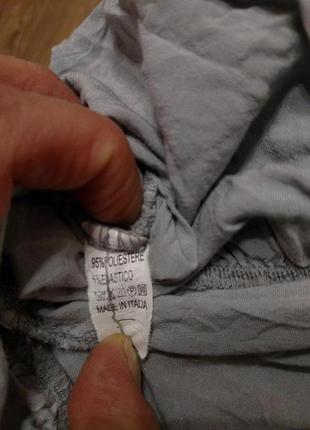 95% POLIESTERE
5% ELASTICO
MADE IN ITALIA